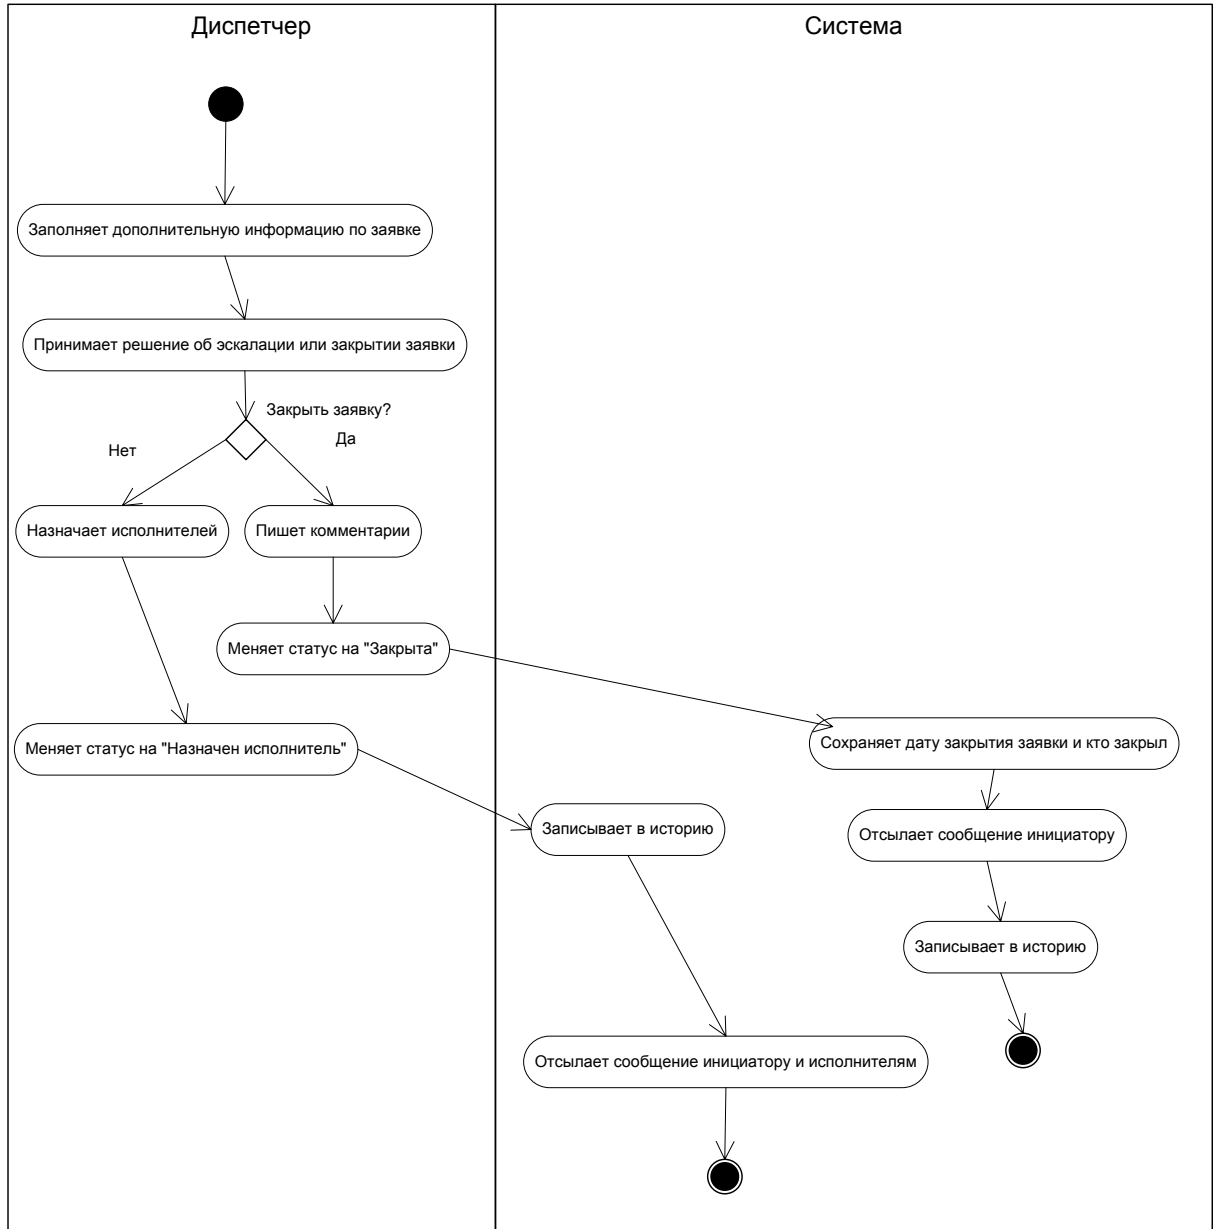 Диспетчер
Система
Заполняет дополнительную информацию по заявке
Принимает решение об эскалации или закрытии заявки
Закрыть заявку?
Нет
Да
Назначает исполнителей
Пишет комментарии
Меняет статус на "Закрыта"
Меняет статус на "Назначен исполнитель"
Сохраняет дату закрытия заявки и кто закрыл
Записывает в историю
Отсылает сообщение инициатору
Записывает в историю
Отсылает сообщение инициатору и исполнителям